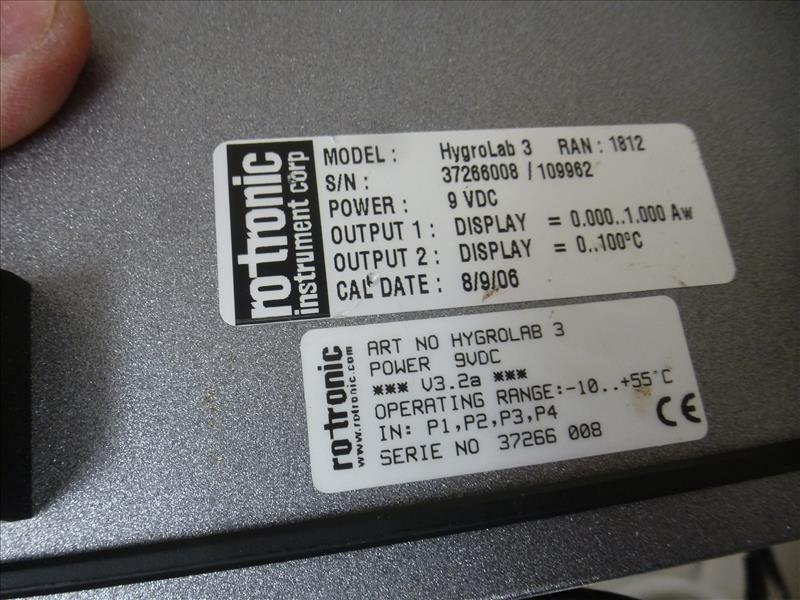 rotronic
instrument corp
MODEL : HygroLab 3 RAN : 1812
S/N : 37266008 / 109962
POWER : 9 VDC
OUTPUT 1 : DISPLAY = 0.000..1.000 Aw
OUTPUT 2 : DISPLAY = 0..100°C
CAL DATE : 8/9/06
rotronic
www.rotronic.com
ART NO HYGROLAB 3
POWER 9VDC
*** V3.2a ***
OPERATING RANGE:-10..+55°C
IN: P1,P2,P3,P4
SERIE NO 37266 008
CE